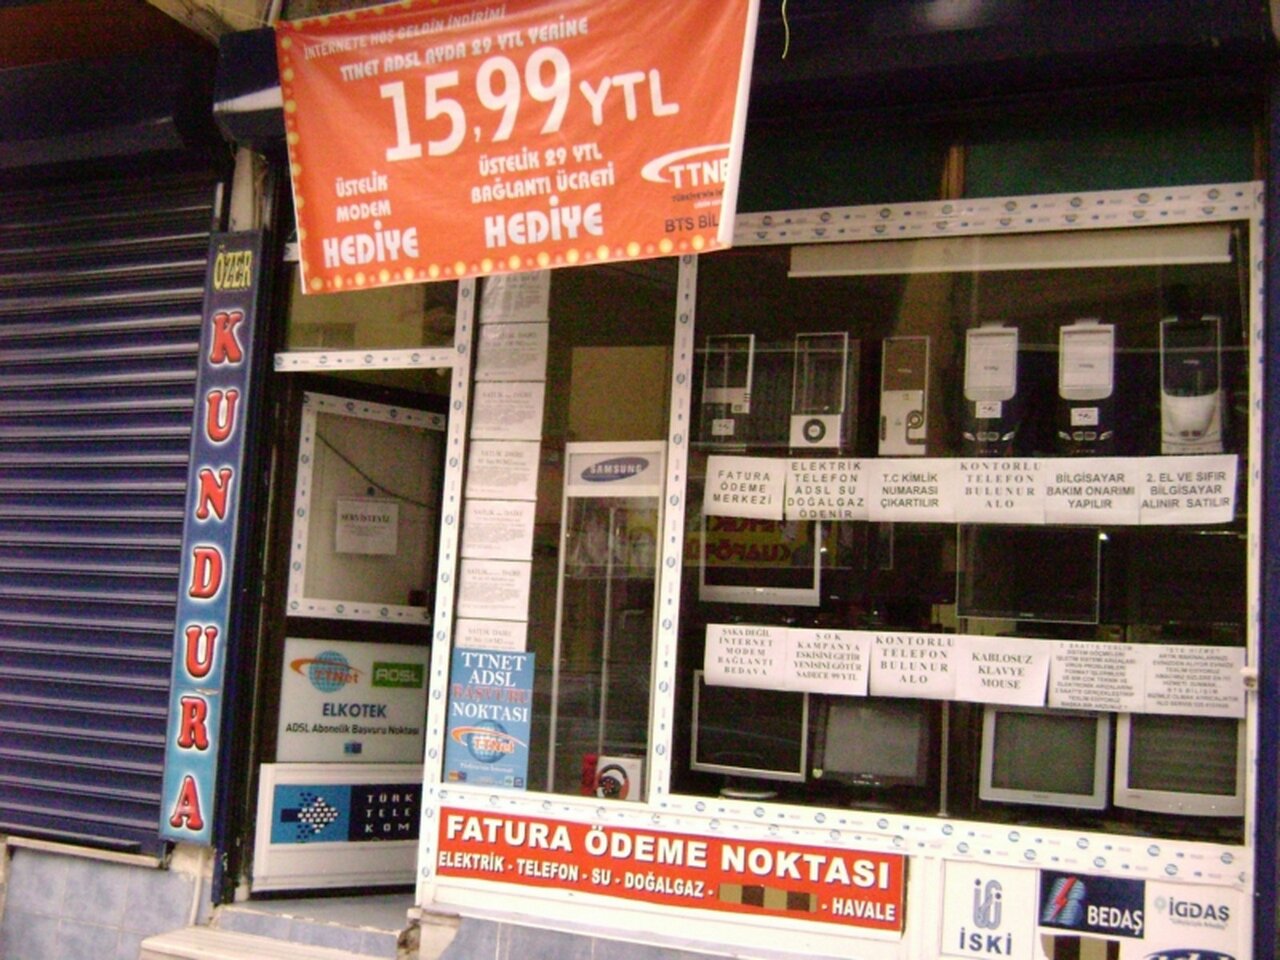 İNTERNETE HOŞ GELDİN İNDİRİMİ
TTNET ADSL AYDA 29 YTL YERİNE
15,99 YTL
ÜSTELİK
MODEM
HEDİYE
ÜSTELİK 29 YTL
BAĞLANTI ÜCRETİ
HEDİYE
TTNE
BTS BİL
ÖZER
KUNDURA
SERVİSTEYİZ
SAMSUNG
FATURA
ÖDEME
MERKEZİ
ELEKTRİK
TELEFON
ADSL SU
DOĞALGAZ
ÖDENİR
T.C KİMLİK
NUMARASI
ÇIKARTILIR
KONTORLU
TELEFON
BULUNUR
ALO
BİLGİSAYAR
BAKIM ONARIMI
YAPILIR
2. EL VE SIFIR
BİLGİSAYAR
ALINIR SATILIR
ŞAKA DEĞİL
İNTERNET
MODEM
BAĞLANTI
BEDAVA
ŞOK
KAMPANYA
ESKİSİNİ GETİR
YENİSİNİ GÖTÜR
SADECE 99 YTL
KONTORLU
TELEFON
BULUNUR
ALO
KABLOSUZ
KLAVYE
MOUSE
TTNET
ADSL
BAŞVURU
NOKTASI
TTNet
TTNet
ADSL
ELKOTEK
ADSL Abonelik Başvuru Noktası
TÜRK
TELE
KOM
FATURA ÖDEME NOKTASI
ELEKTRİK - TELEFON - SU - DOĞALGAZ - - HAVALE
İSKİ
BEDAŞ
İGDAŞ